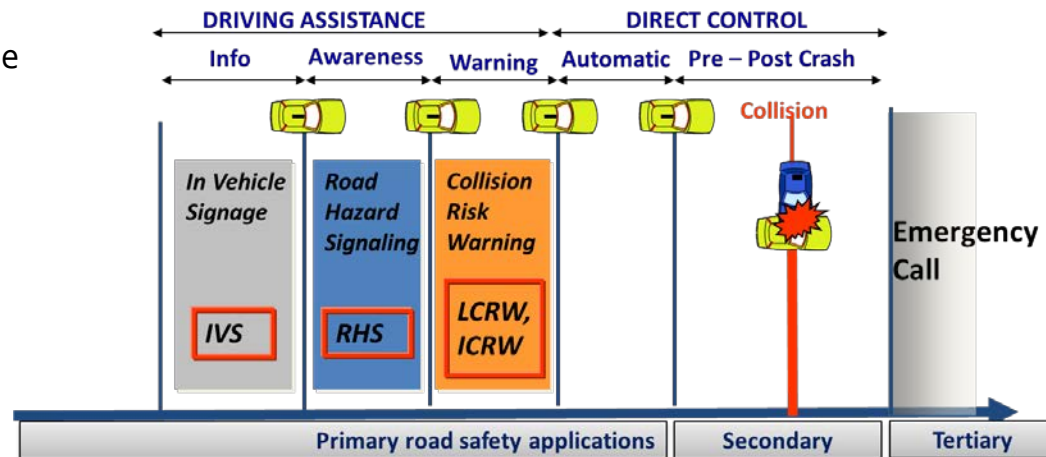 DRIVING ASSISTANCE
DIRECT CONTROL
e
Info
Awareness
Warning
Automatic
Pre – Post Crash
Collision
In Vehicle
Signage
Road
Hazard
Signaling
Collision
Risk
Warning
IVS
RHS
LCRW,
ICRW
Emergency
Call
Primary road safety applications
Secondary
Tertiary